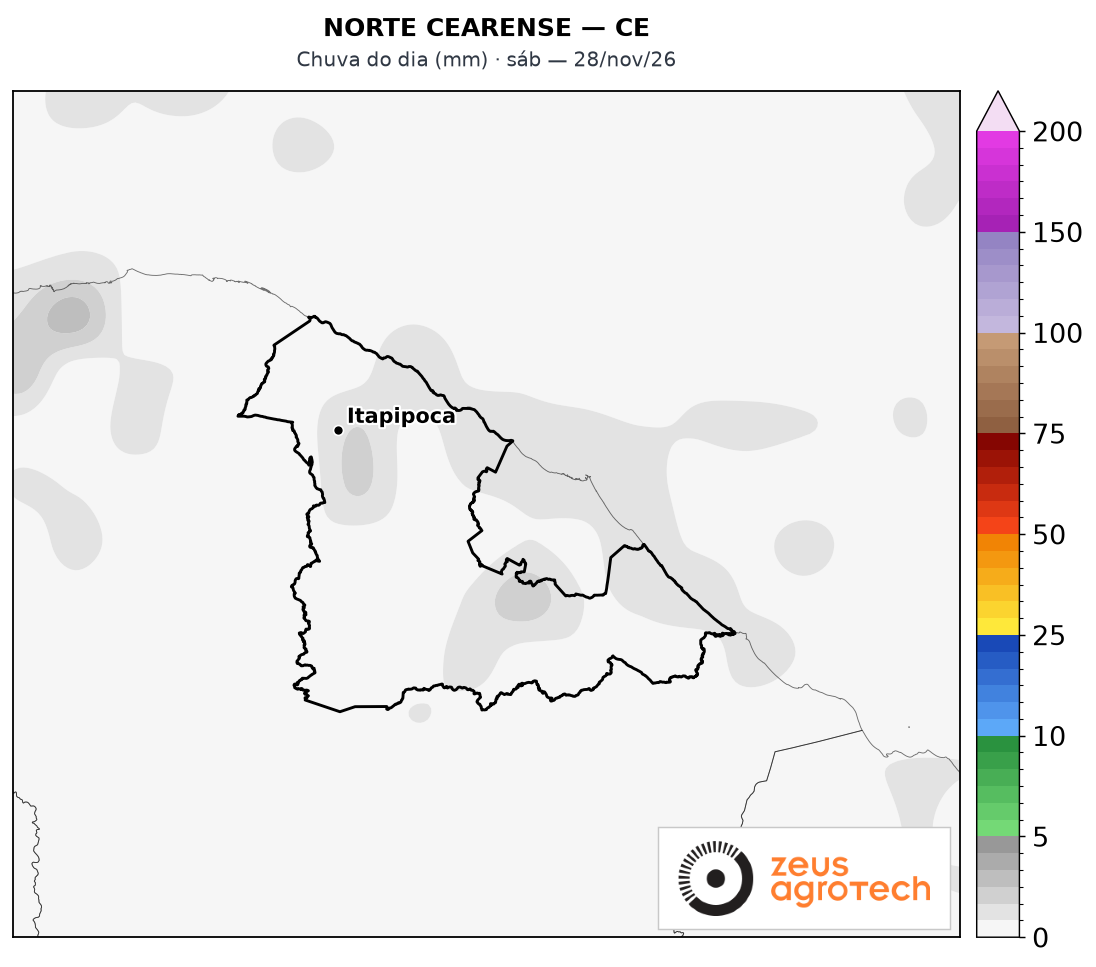 NORTE CEARENSE — CE
Chuva do dia (mm) · sáb — 28/nov/26
200
150
100
75
50
25
10
5
0
Itapipoca
zeus
agrotech